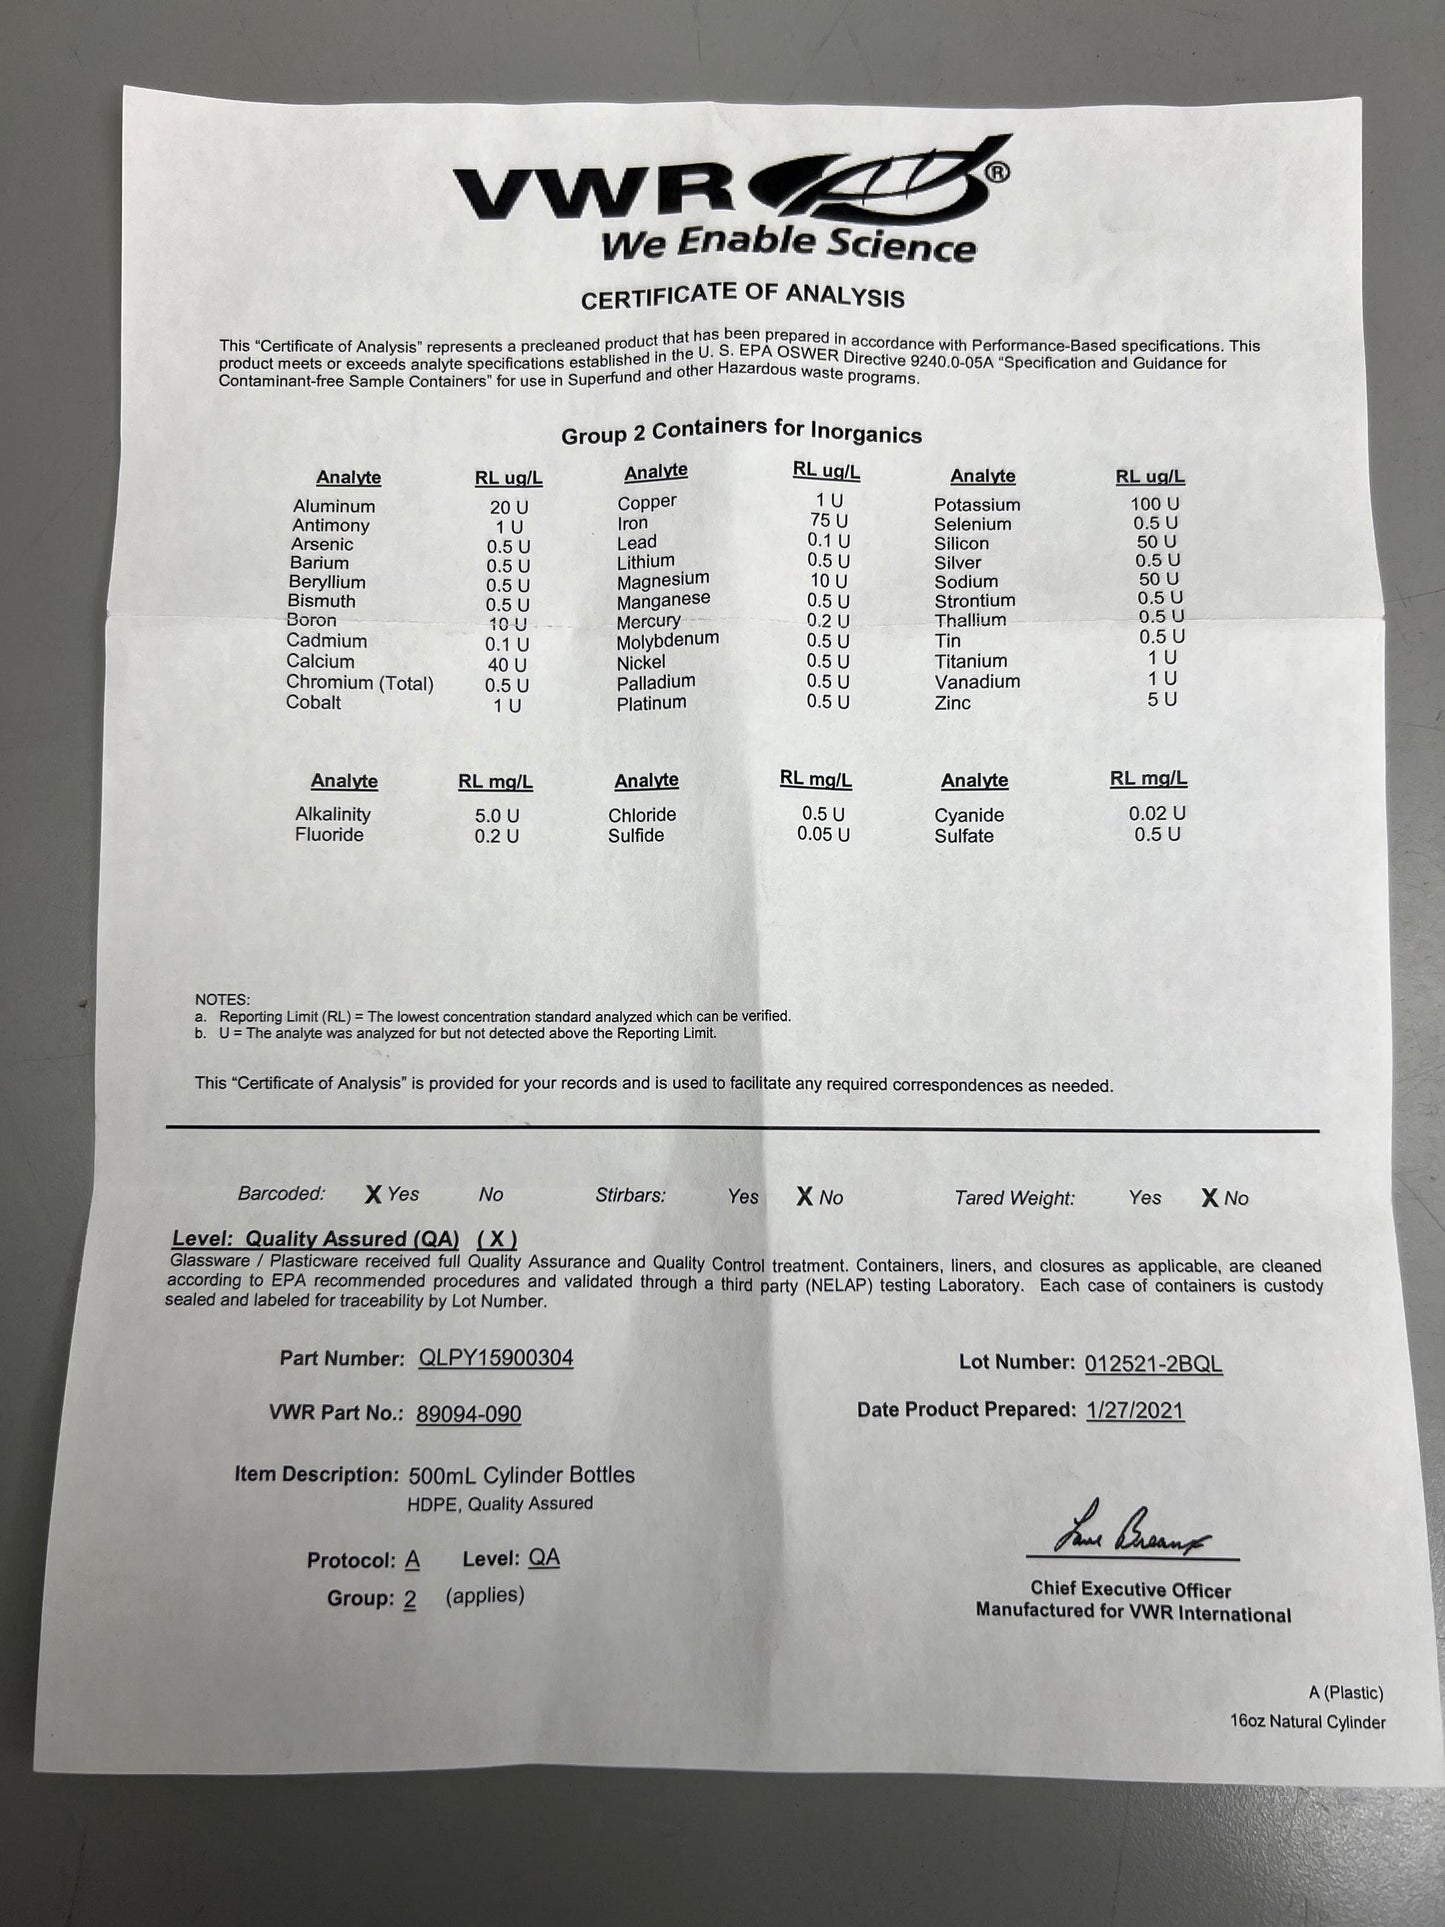 VWR ®
We Enable Science
CERTIFICATE OF ANALYSIS
This “Certificate of Analysis” represents a precleaned product that has been prepared in accordance with Performance-Based specifications. This
product meets or exceeds analyte specifications established in the U. S. EPA OSWER Directive 9240.0-05A “Specification and Guidance for
Contaminant-free Sample Containers” for use in Superfund and other Hazardous waste programs.
Group 2 Containers for Inorganics
Analyte RL ug/L Analyte RL ug/L Analyte RL ug/L
Aluminum 20 U Copper 1 U Potassium 100 U
Antimony 1 U Iron 75 U Selenium 0.5 U
Arsenic 0.5 U Lead 0.1 U Silicon 50 U
Barium 0.5 U Lithium 0.5 U Silver 0.5 U
Beryllium 0.5 U Magnesium 10 U Sodium 50 U
Bismuth 0.5 U Manganese 0.5 U Strontium 0.5 U
Boron 10 U Mercury 0.2 U Thallium 0.5 U
Cadmium 0.1 U Molybdenum 0.5 U Tin 0.5 U
Calcium 40 U Nickel 0.5 U Titanium 1 U
Chromium (Total) 0.5 U Palladium 0.5 U Vanadium 1 U
Cobalt 1 U Platinum 0.5 U Zinc 5 U
Analyte RL mg/L Analyte RL mg/L Analyte RL mg/L
Alkalinity 5.0 U Chloride 0.5 U Cyanide 0.02 U
Fluoride 0.2 U Sulfide 0.05 U Sulfate 0.5 U
NOTES:
a. Reporting Limit (RL) = The lowest concentration standard analyzed which can be verified.
b. U = The analyte was analyzed for but not detected above the Reporting Limit.
This “Certificate of Analysis” is provided for your records and is used to facilitate any required correspondences as needed.
Barcoded: X Yes No Stirbars: Yes X No Tared Weight: Yes X No
Level: Quality Assured (QA) ( X )
Glassware / Plasticware received full Quality Assurance and Quality Control treatment. Containers, liners, and closures as applicable, are cleaned
according to EPA recommended procedures and validated through a third party (NELAP) testing Laboratory. Each case of containers is custody
sealed and labeled for traceability by Lot Number.
Part Number: QLPY15900304 Lot Number: 012521-2BQL
VWR Part No.: 89094-090 Date Product Prepared: 1/27/2021
Item Description: 500mL Cylinder Bottles
HDPE, Quality Assured
Protocol: A Level: QA
Group: 2 (applies)
Chief Executive Officer
Manufactured for VWR International
A (Plastic)
16oz Natural Cylinder